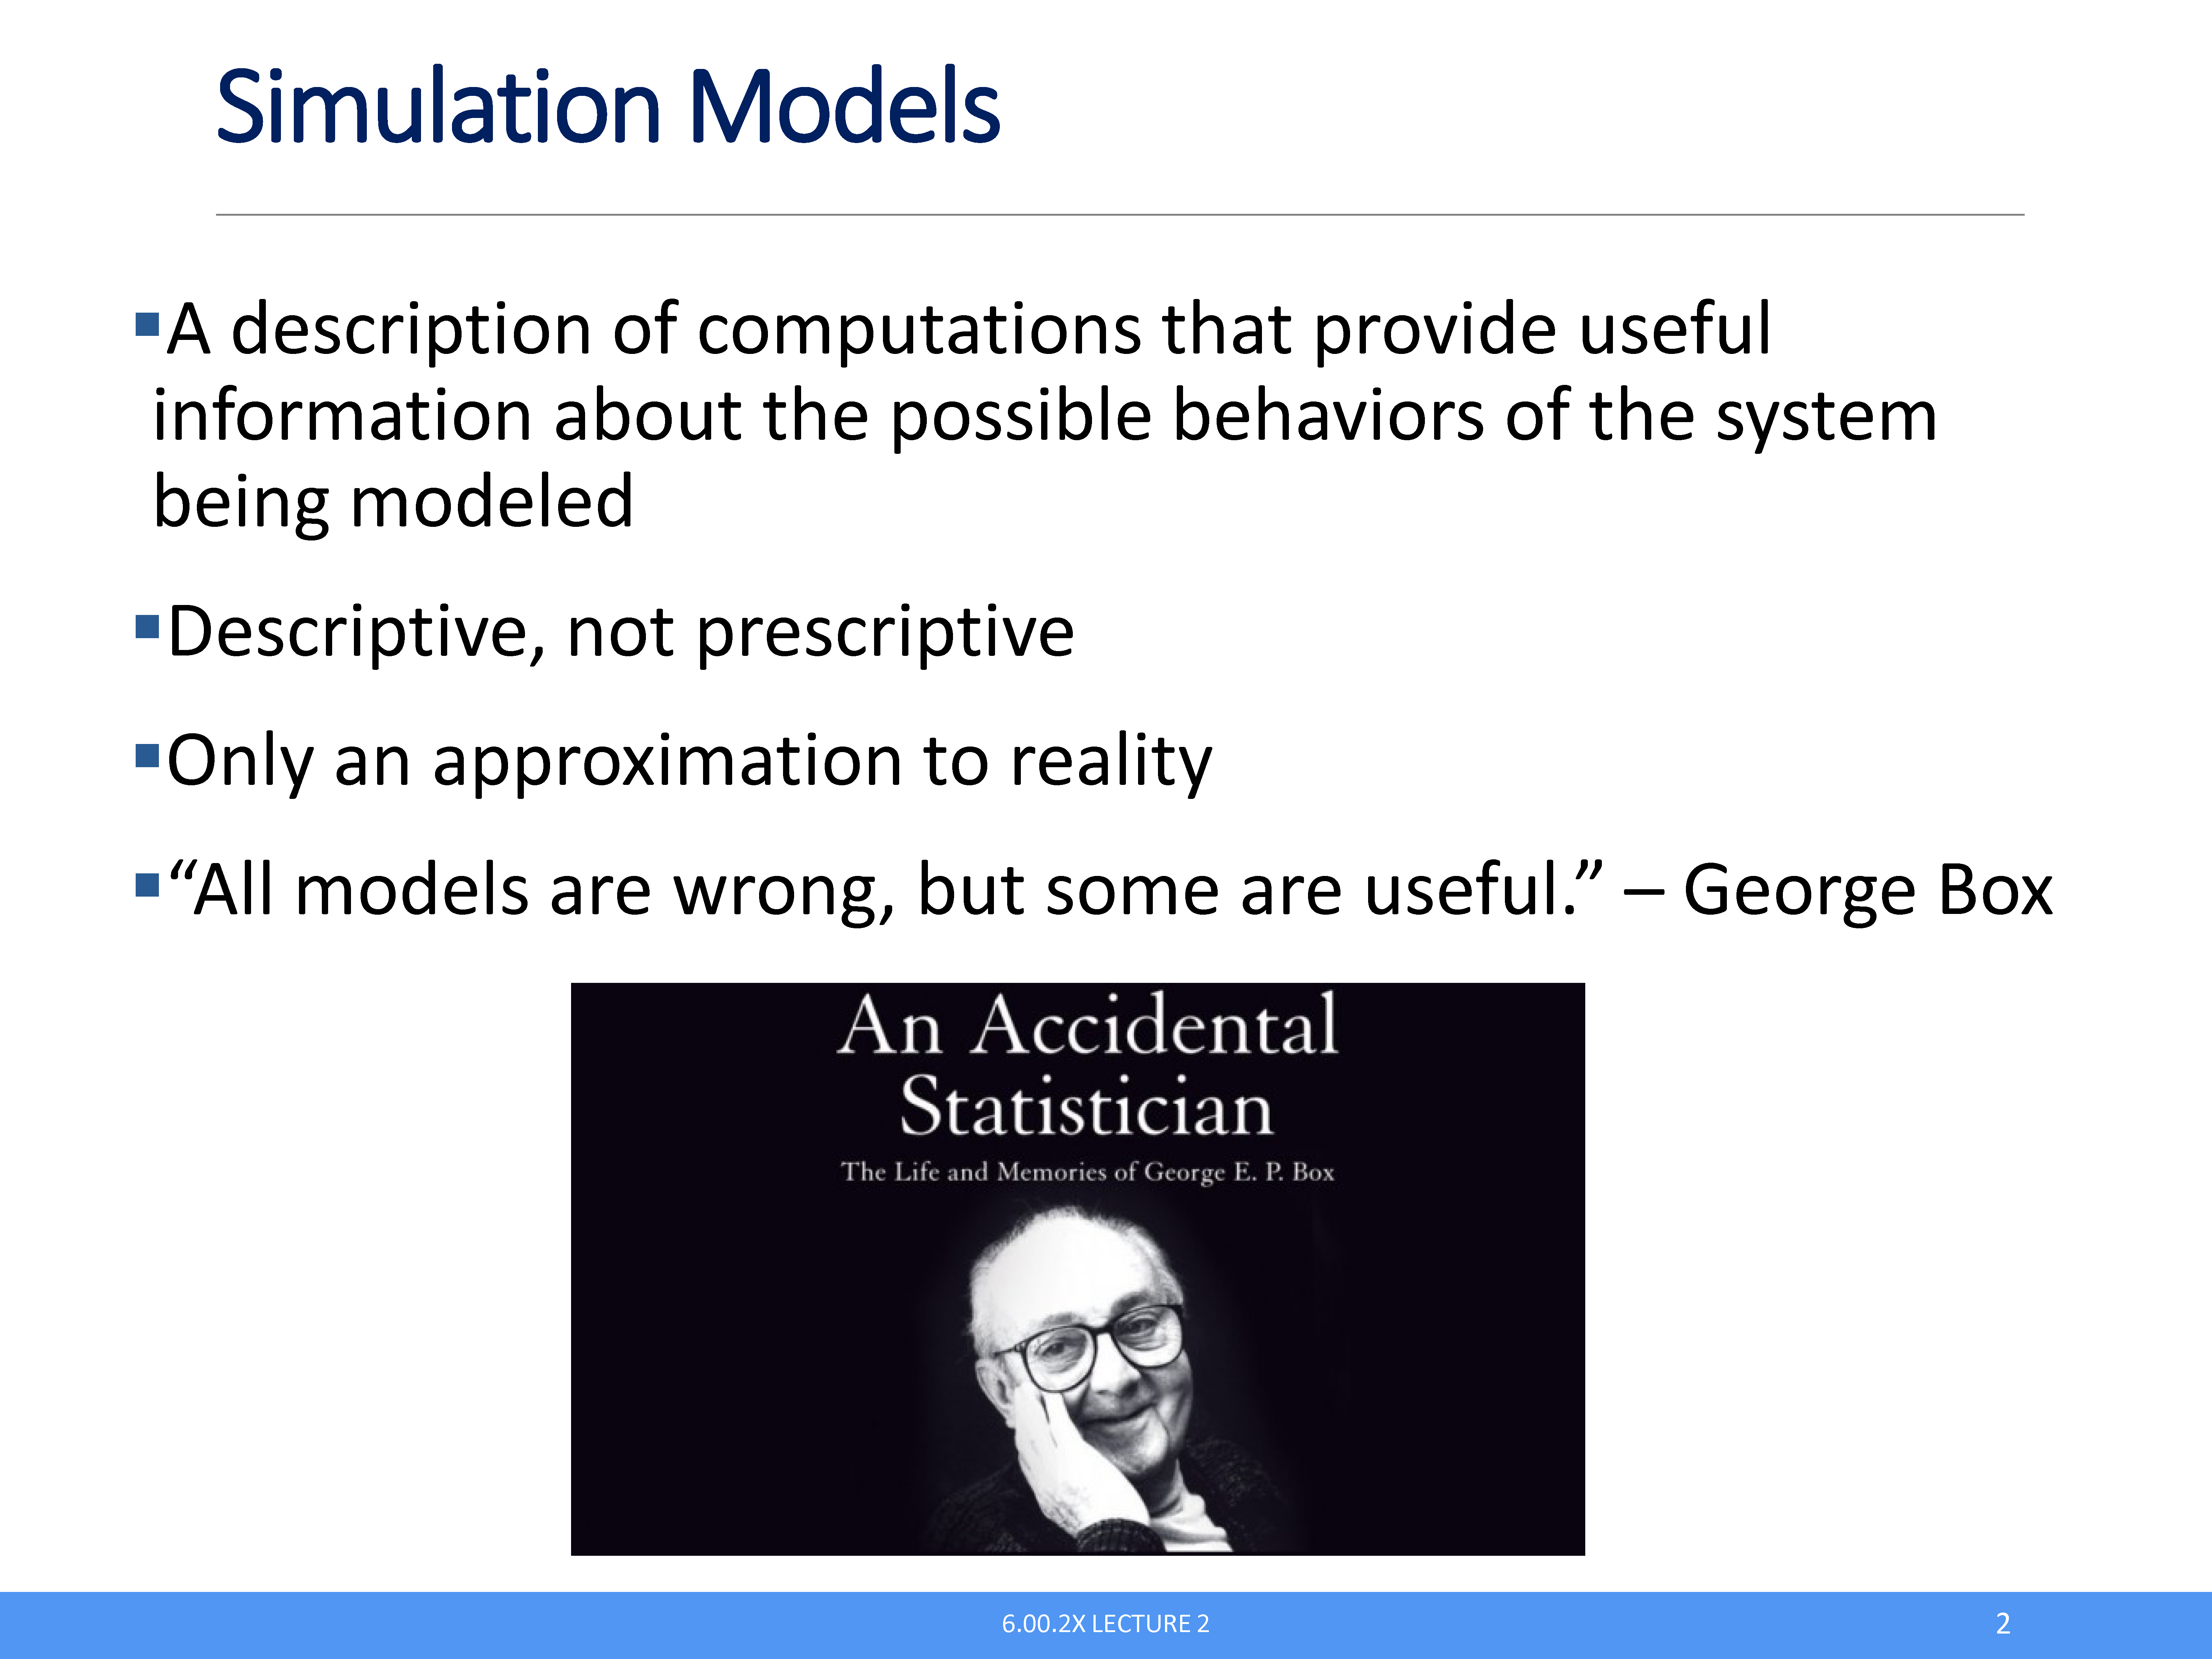 Simulation Models
▪A description of computations that provide useful
information about the possible behaviors of the system
being modeled
▪Descriptive, not prescriptive
▪Only an approximation to reality
▪“All models are wrong, but some are useful.” – George Box
An Accidental
Statistician
The Life and Memories of George E. P. Box
6.00.2X LECTURE 2
2